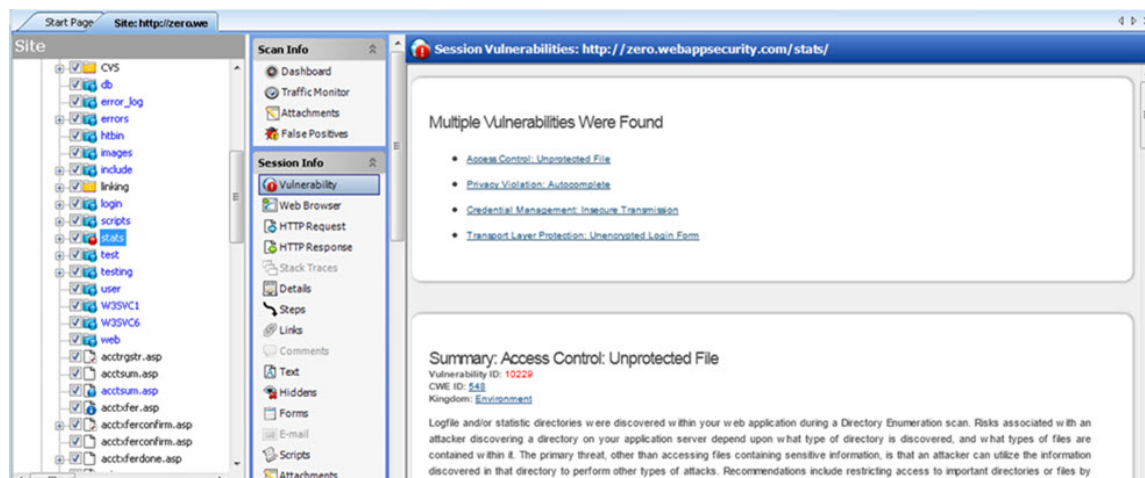 Start Page
Site: http://zero.we
Site
CVS
db
error_log
errors
htbin
images
include
linking
login
scripts
stats
test
testing
user
W3SVC1
W3SVC6
web
acctrgstr.asp
acctsum.asp
acctsum.asp
acctxfer.asp
acctxferconfirm.asp
acctxferconfirm.asp
acctxferdone.asp
Scan Info
Dashboard
Traffic Monitor
Attachments
False Positives
Session Info
Vulnerability
Web Browser
HTTP Request
HTTP Response
Stack Traces
Details
Steps
Links
Comments
Text
Hiddens
Forms
E-mail
Scripts
Attachments
Session Vulnerabilities: http://zero.webappsecurity.com/stats/
Multiple Vulnerabilities Were Found
Access Control: Unprotected File
Privacy Violation: Autocomplete
Credential Management: Insecure Transmission
Transport Layer Protection: Unencrypted Login Form
Summary: Access Control: Unprotected File
Vulnerability ID: 10229
CWE ID: 548
Kingdom: Environment
Logfile and/or statistic directories were discovered within your web application during a Directory Enumeration scan. Risks associated with an
attacker discovering a directory on your application server depend upon what type of directory is discovered, and what types of files are
contained within it. The primary threat, other than accessing files containing sensitive information, is that an attacker can utilize the information
discovered in that directory to perform other types of attacks. Recommendations include restricting access to important directories or files by